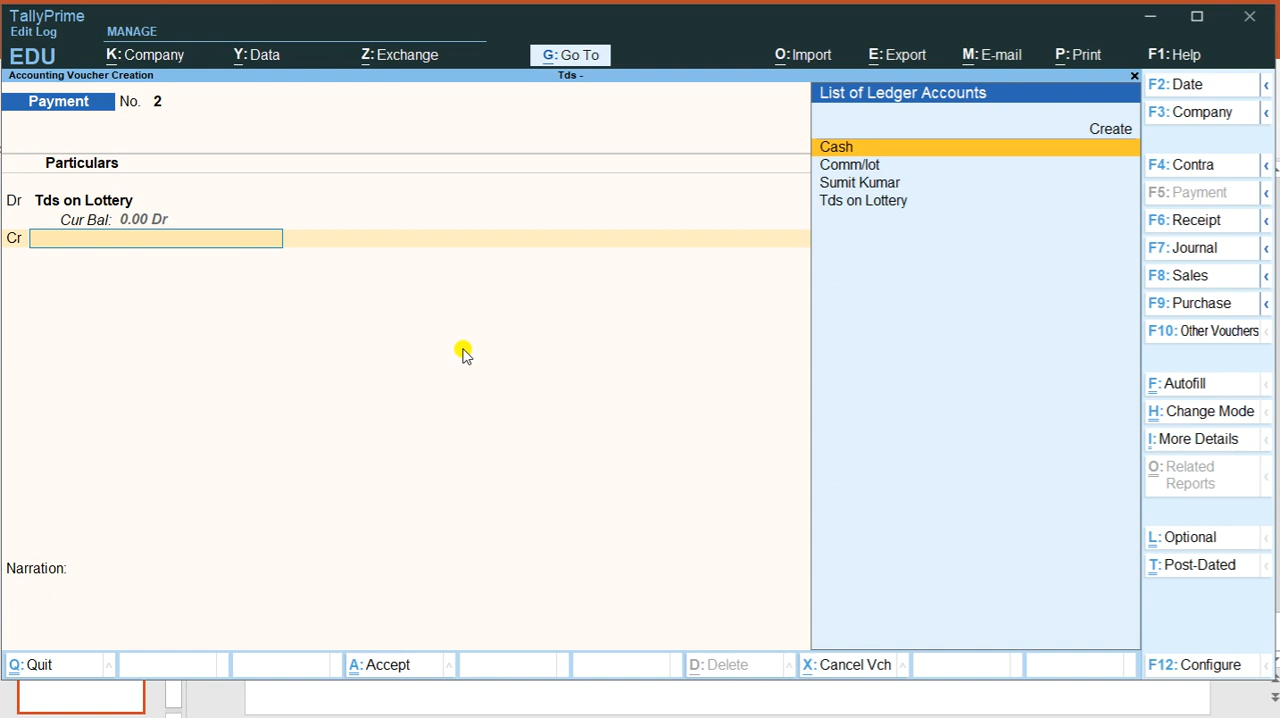 TallyPrime
Edit Log
MANAGE
EDU
K: Company
Y: Data
Z: Exchange
G: Go To
O: Import
E: Export
M: E-mail
P: Print
F1: Help
Accounting Voucher Creation
Tds -
Payment No. 2
Particulars
Dr Tds on Lottery
Cur Bal: 0.00 Dr
Cr
Narration:
List of Ledger Accounts
Create
Cash
Comm/lot
Sumit Kumar
Tds on Lottery
F2: Date
F3: Company
F4: Contra
F5: Payment
F6: Receipt
F7: Journal
F8: Sales
F9: Purchase
F10: Other Vouchers
F: Autofill
H: Change Mode
I: More Details
O: Related
Reports
L: Optional
T: Post-Dated
Q: Quit
A: Accept
D: Delete
X: Cancel Vch
F12: Configure